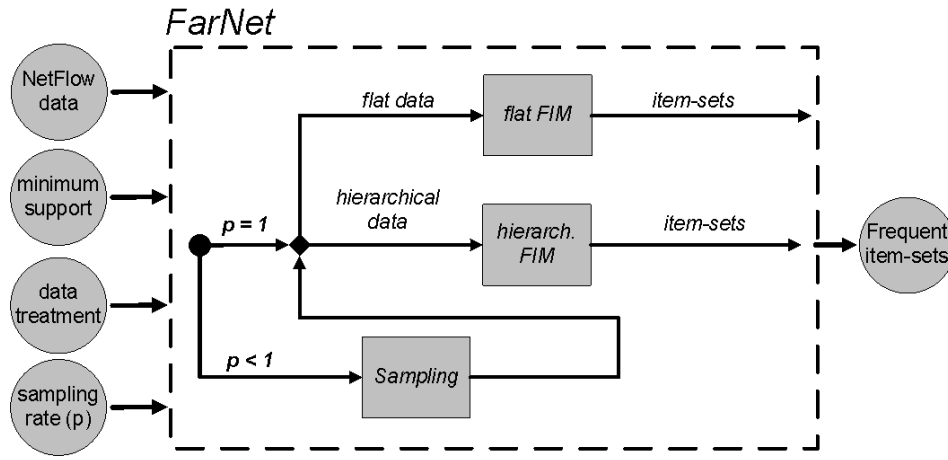 FarNet
NetFlow
data
minimum
support
data
treatment
sampling
rate (p)
flat data
flat FIM
item-sets
hierarchical
data
p = 1
hierarch.
FIM
item-sets
p < 1
Sampling
Frequent
item-sets